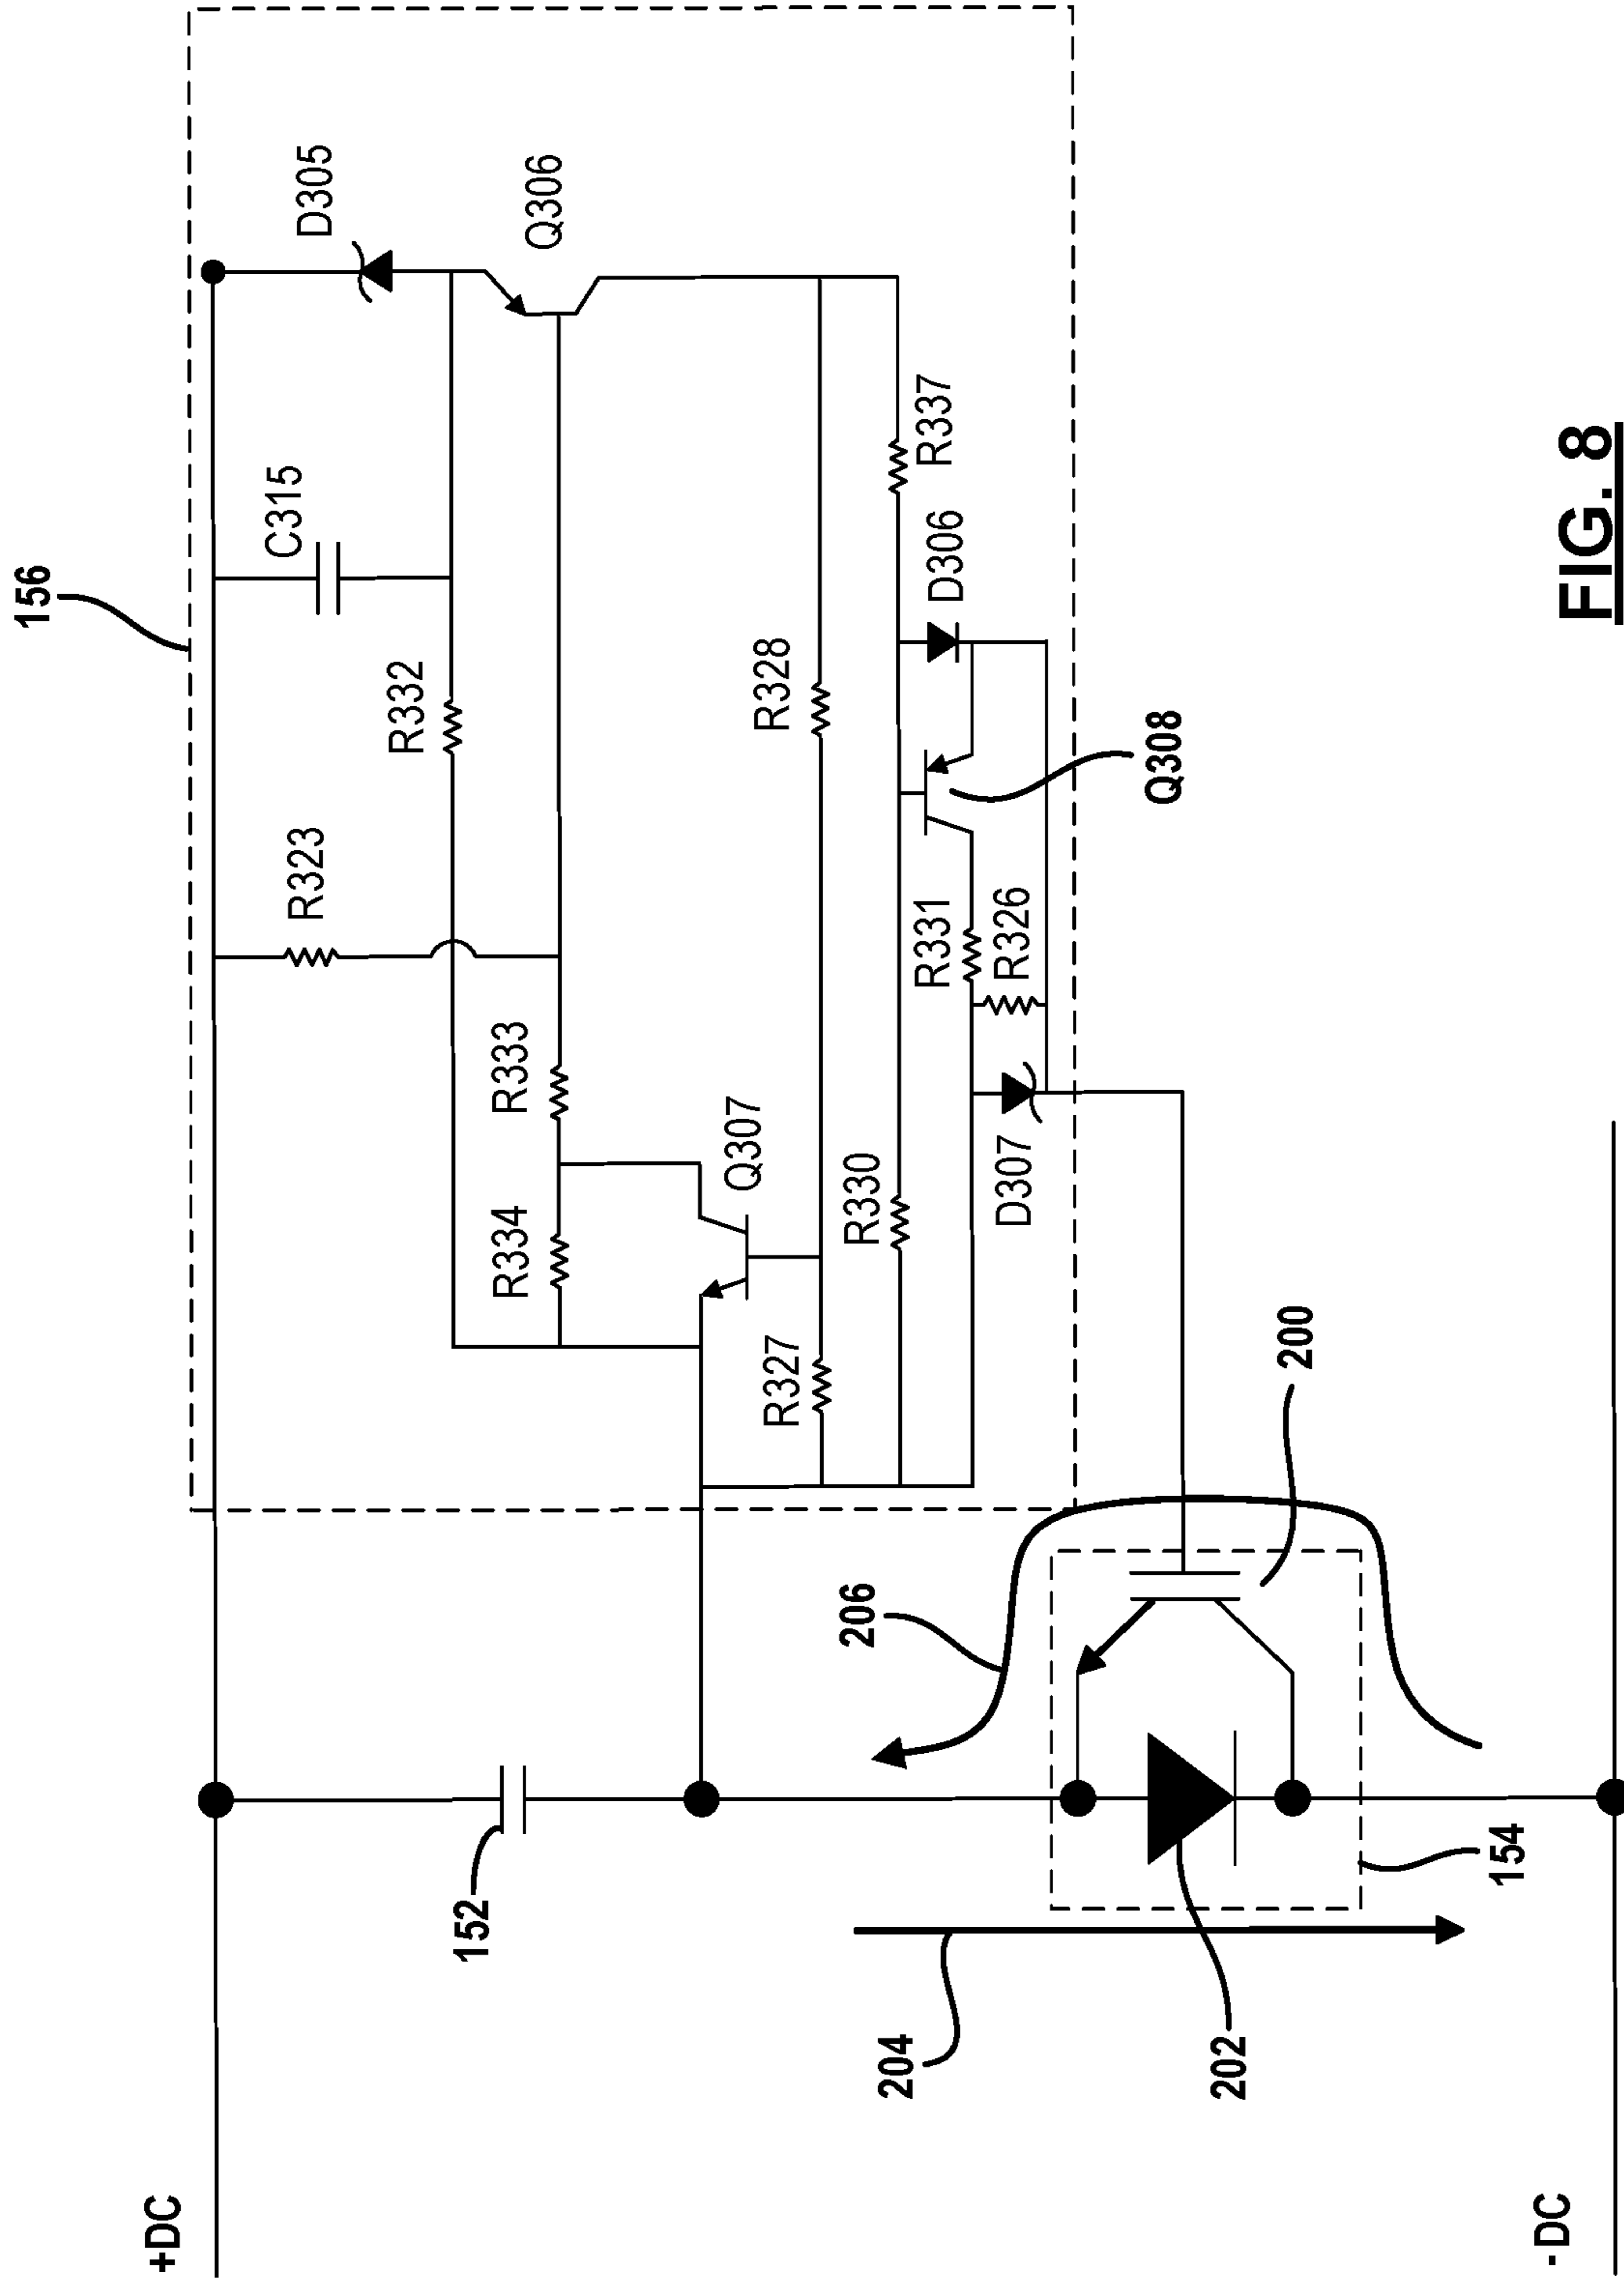 156
D305
C315
Q306
R332
R323
R333
R334
Q307
R328
R337
D306
Q308
R331
R326
R330
R327
D307
200
206
152
154
204
202
+DC
-DC
FIG. 8